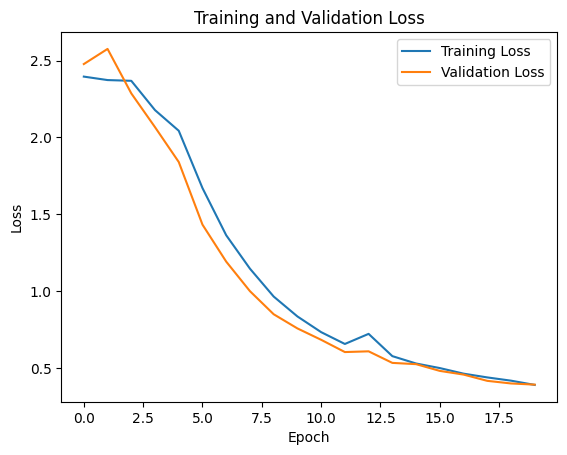 Training and Validation Loss
Training Loss
Validation Loss
2.5
2.0
1.5
1.0
0.5
Loss
0.0 2.5 5.0 7.5 10.0 12.5 15.0 17.5
Epoch